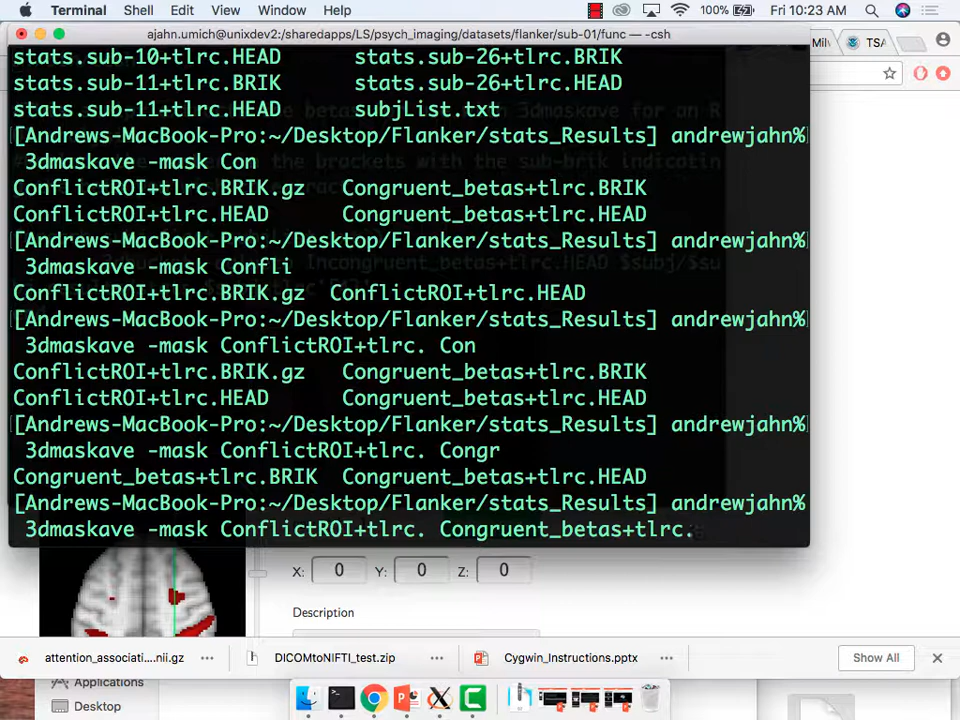 Terminal Shell Edit View Window Help 100% Fri 10:23 AM
ajahn.umich@unixdev2:/sharedapps/LS/psych_imaging/datasets/flanker/sub-01/func — -csh
stats.sub-10+tlrc.HEAD stats.sub-26+tlrc.BRIK
stats.sub-11+tlrc.BRIK stats.sub-26+tlrc.HEAD
stats.sub-11+tlrc.HEAD subjList.txt
[Andrews-MacBook-Pro:~/Desktop/Flanker/stats_Results] andrewjahn%
3dmaskave -mask Con
ConflictROI+tlrc.BRIK.gz Congruent_betas+tlrc.BRIK
ConflictROI+tlrc.HEAD Congruent_betas+tlrc.HEAD
[Andrews-MacBook-Pro:~/Desktop/Flanker/stats_Results] andrewjahn%
3dmaskave -mask Confli
ConflictROI+tlrc.BRIK.gz ConflictROI+tlrc.HEAD
[Andrews-MacBook-Pro:~/Desktop/Flanker/stats_Results] andrewjahn%
3dmaskave -mask ConflictROI+tlrc. Con
ConflictROI+tlrc.BRIK.gz Congruent_betas+tlrc.BRIK
ConflictROI+tlrc.HEAD Congruent_betas+tlrc.HEAD
[Andrews-MacBook-Pro:~/Desktop/Flanker/stats_Results] andrewjahn%
3dmaskave -mask ConflictROI+tlrc. Congr
Congruent_betas+tlrc.BRIK Congruent_betas+tlrc.HEAD
[Andrews-MacBook-Pro:~/Desktop/Flanker/stats_Results] andrewjahn%
3dmaskave -mask ConflictROI+tlrc. Congruent_betas+tlrc.
Mil TSA
X: 0 Y: 0 Z: 0
Description
attention_associati....nii.gz DICOMtoNIFTI_test.zip Cygwin_Instructions.pptx Show All
Applications
Desktop